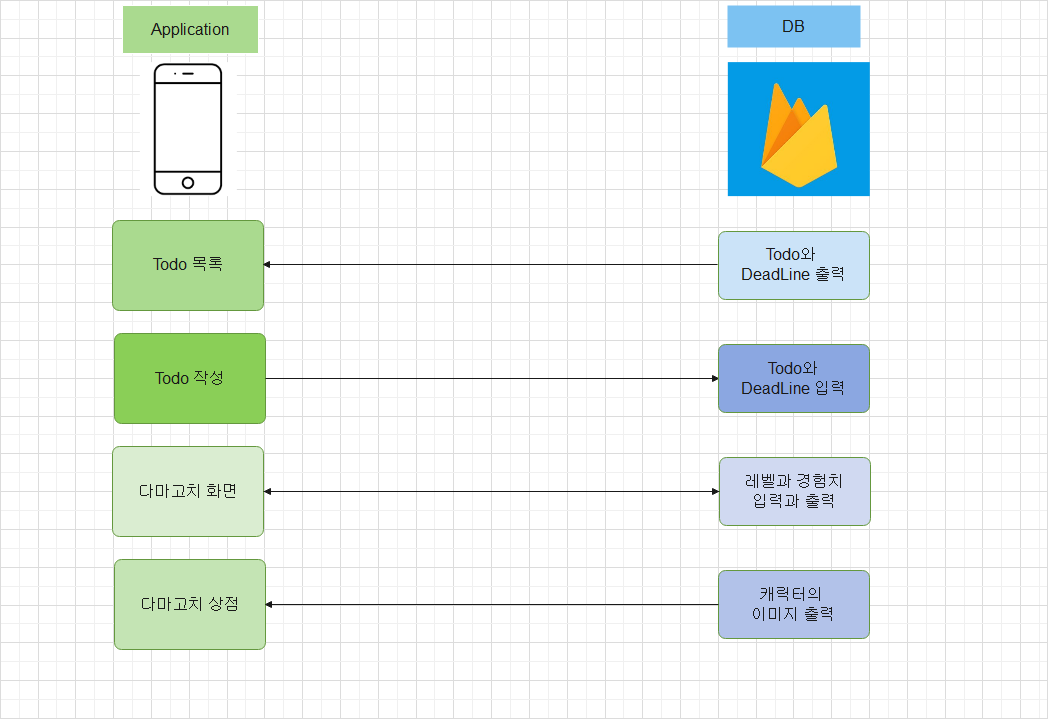 Application
DB
Todo 목록
Todo와
DeadLine 출력
Todo 작성
Todo와
DeadLine 입력
다마고치 화면
레벨과 경험치
입력과 출력
다마고치 상점
캐릭터의
이미지 출력